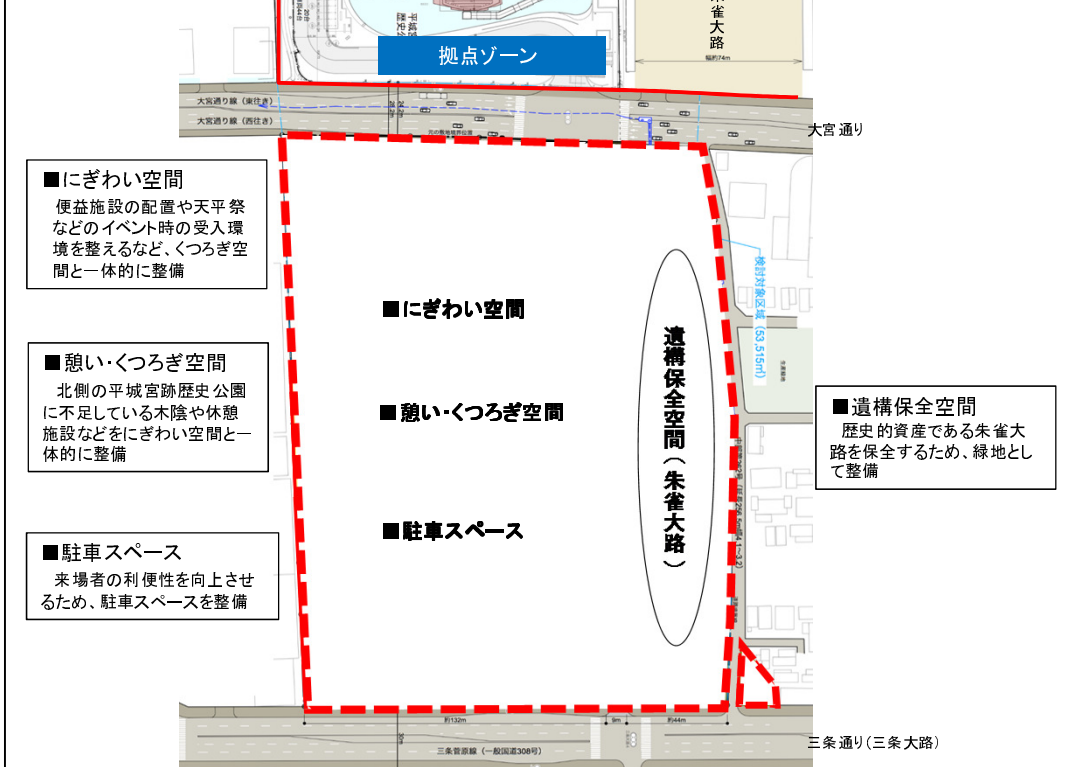 平城宮
歴史公
朱雀大路
拠点ゾーン
幅約74m
大宮通り線（東往き）
大宮通り線（西往き）
大宮通り
■にぎわい空間
便益施設の配置や天平祭
などのイベント時の受入環
境を整えるなど、くつろぎ空
間と一体的に整備
検討対象区域（53,515㎡）
■にぎわい空間
遺構保全空間（朱雀大路）
■憩い・くつろぎ空間
北側の平城宮跡歴史公園
に不足している木陰や休憩
施設などをにぎわい空間と一
体的に整備
■憩い・くつろぎ空間
■遺構保全空間
歴史的資産である朱雀大
路を保全するため、緑地とし
て整備
■駐車スペース
■駐車スペース
来場者の利便性を向上させ
るため、駐車スペースを整備
約132m
9m
約44m
30m
三条菅原線（一般国道308号）
三条通り（三条大路）